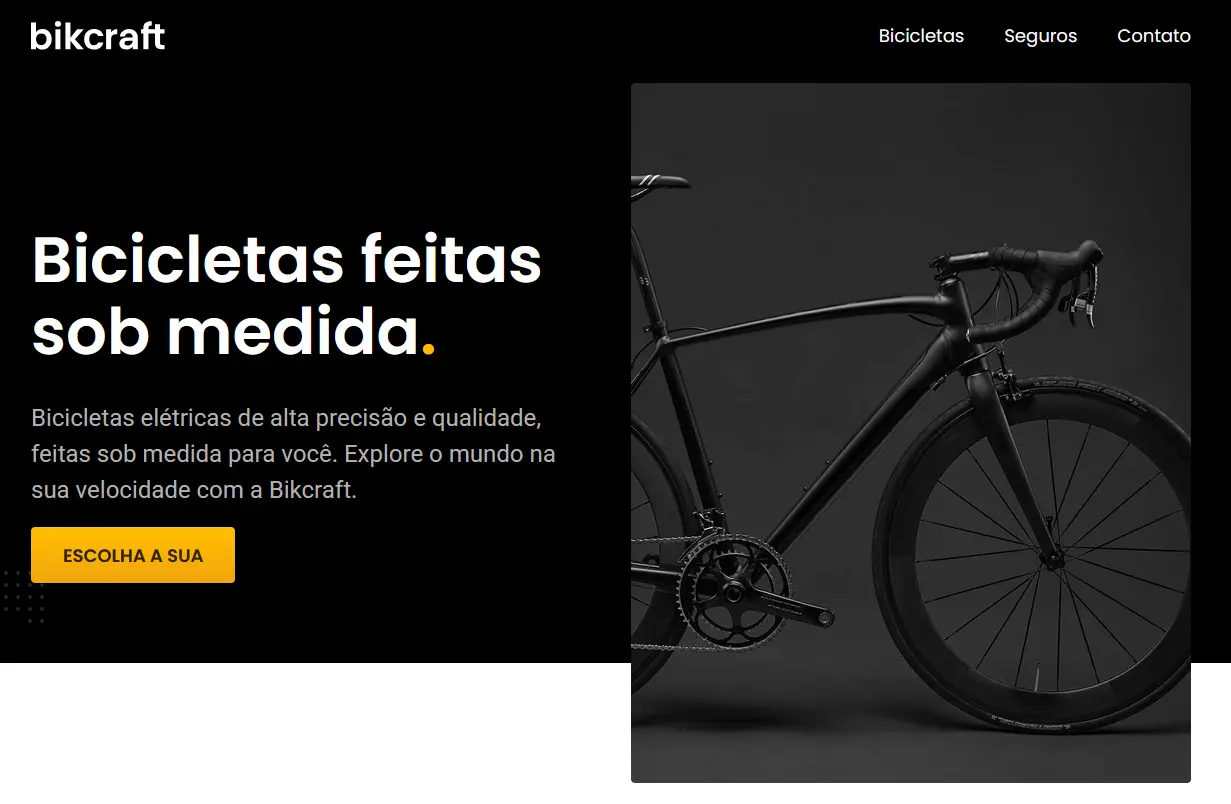 bikcraft
Bicicletas Seguros Contato
Bicicletas feitas
sob medida.
Bicicletas elétricas de alta precisão e qualidade,
feitas sob medida para você. Explore o mundo na
sua velocidade com a Bikcraft.
ESCOLHA A SUA